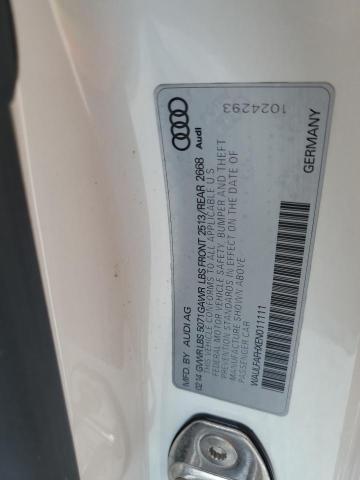 Audi
1024293
MFD. BY AUDI AG
02/14 GVWR LBS 5071 GAWR LBS FRONT 2513/REAR 2668
THIS VEHICLE CONFORMS TO ALL APPLICABLE U.S
FEDERAL MOTOR VEHICLE SAFETY, BUMPER AND THEFT
PREVENTION STANDARDS IN EFFECT ON THE DATE OF
MANUFACTURE SHOWN ABOVE
PASSENGER CAR
WAULFAFHXEN011111
GERMANY